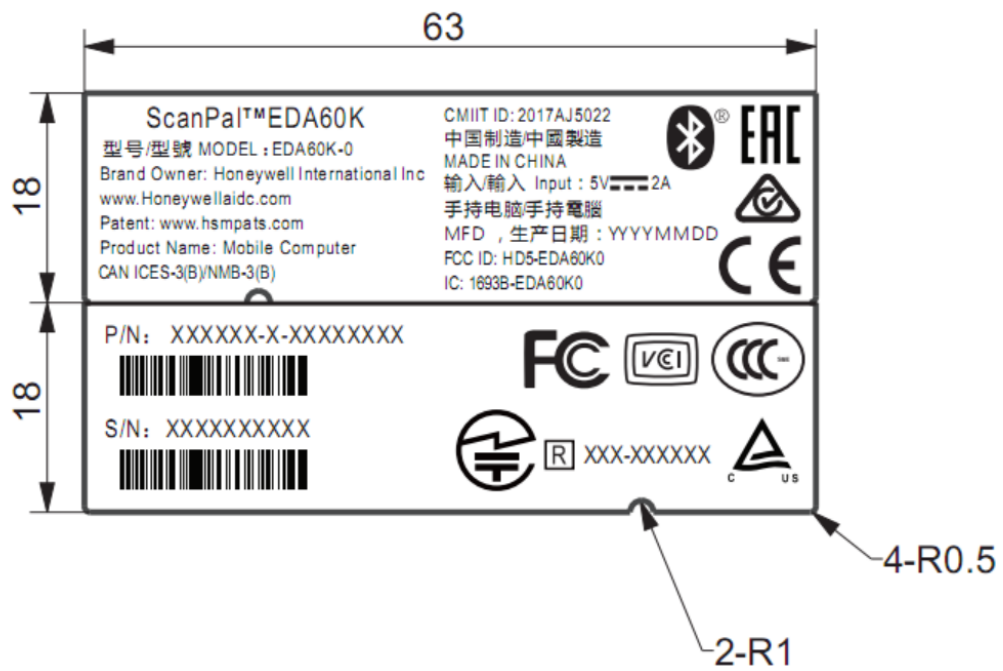 63
18
ScanPal™EDA60K
型号/型號 MODEL : EDA60K-0
Brand Owner: Honeywell International Inc
www.Honeywellaidc.com
Patent: www.hsmpats.com
Product Name: Mobile Computer
CAN ICES-3(B)/NMB-3(B)
CMIIT ID: 2017AJ5022
中国制造/中國製造
MADE IN CHINA
输入/輸入 Input : 5V 2A
手持电脑/手持電腦
MFD , 生产日期 : YYYYMMDD
FCC ID: HD5-EDA60K0
IC: 1693B-EDA60K0
®
EAC
CE
18
P/N: XXXXXX-X-XXXXXXXX
S/N: XXXXXXXXXX
FC
VCCI
CCC
R XXX-XXXXXX
C US
4-R0.5
2-R1